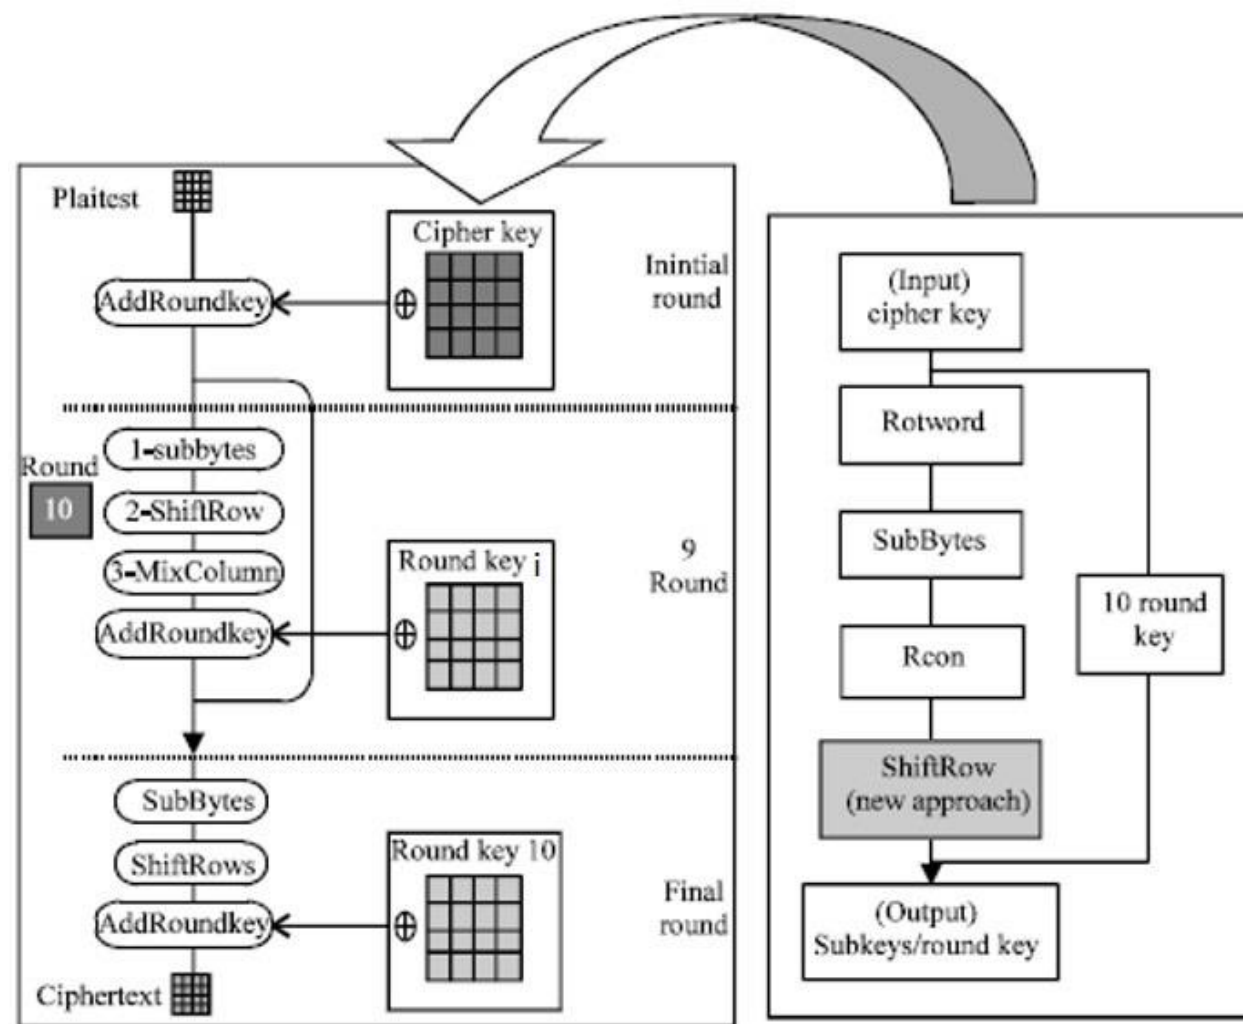 Plaitest
Cipher key
Inintial
round
AddRoundkey
1-subbytes
Round
10
2-ShiftRow
3-MixColumn
Round key i
9
Round
AddRoundkey
SubBytes
ShiftRows
Round key 10
Final
round
AddRoundkey
Ciphertext
(Input)
cipher key
Rotword
SubBytes
10 round
key
Rcon
ShiftRow
(new approach)
(Output)
Subkeys/round key